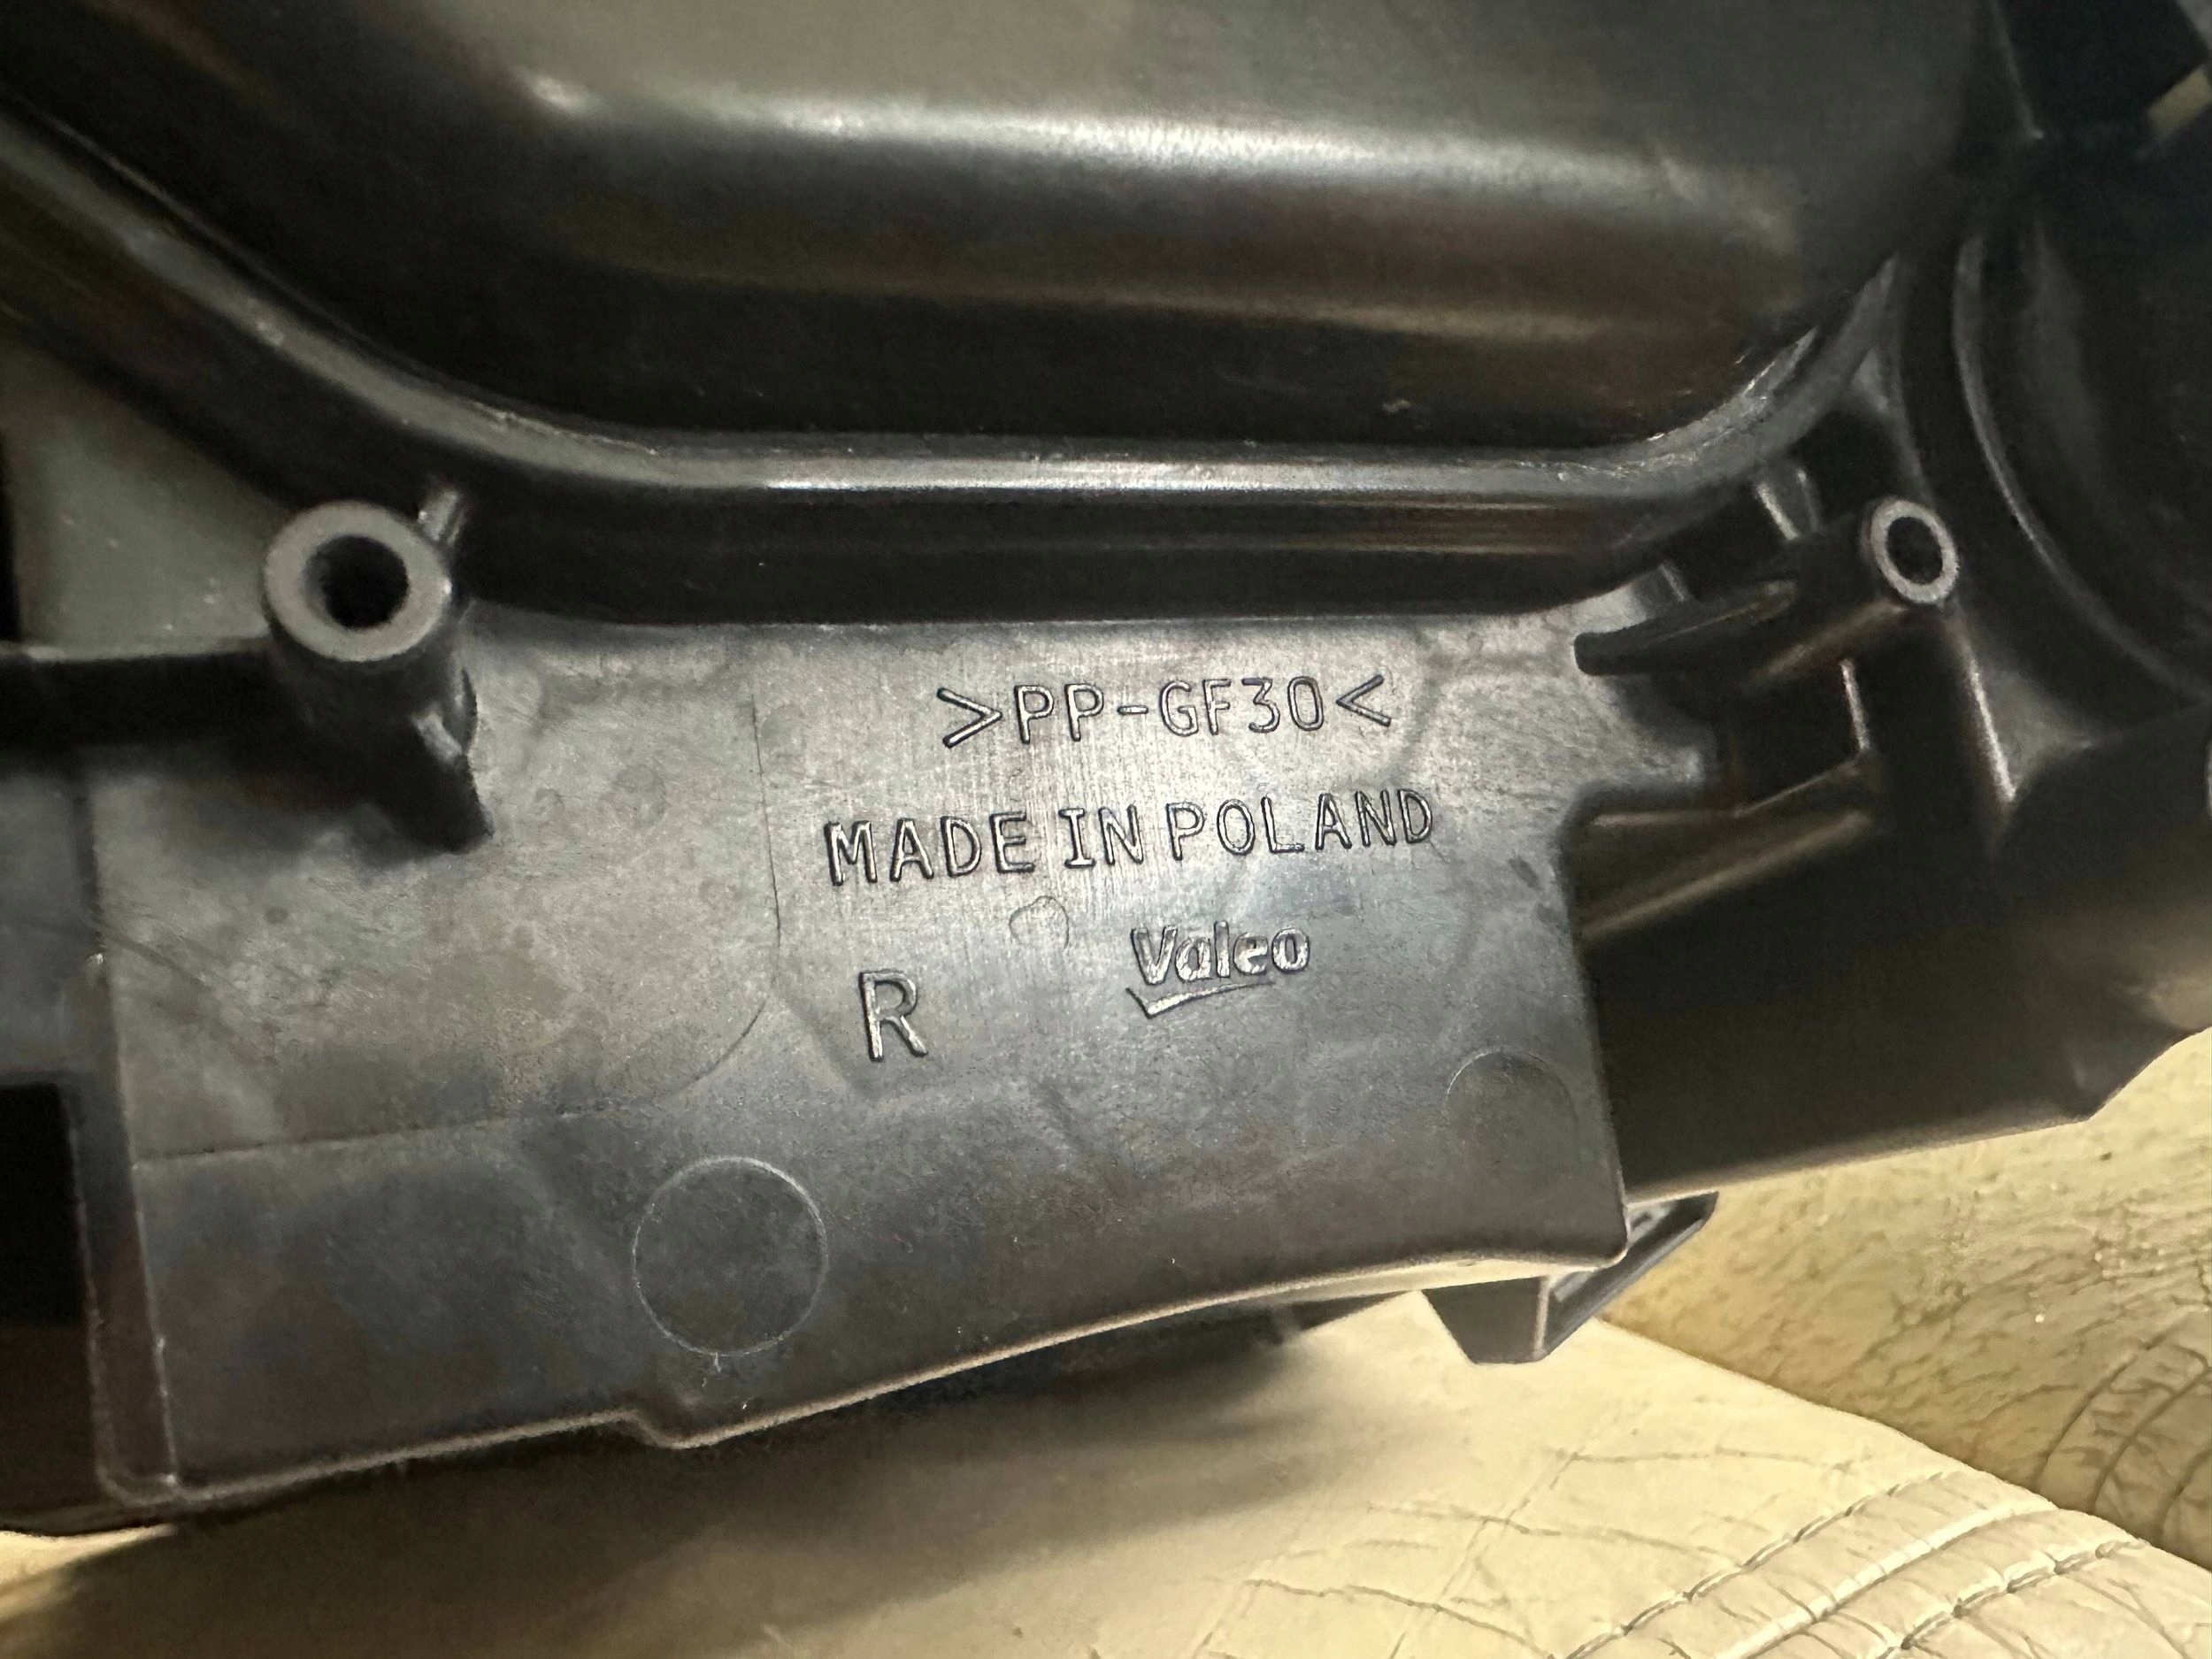 >PP-GF30<
MADE IN POLAND
R
Valeo